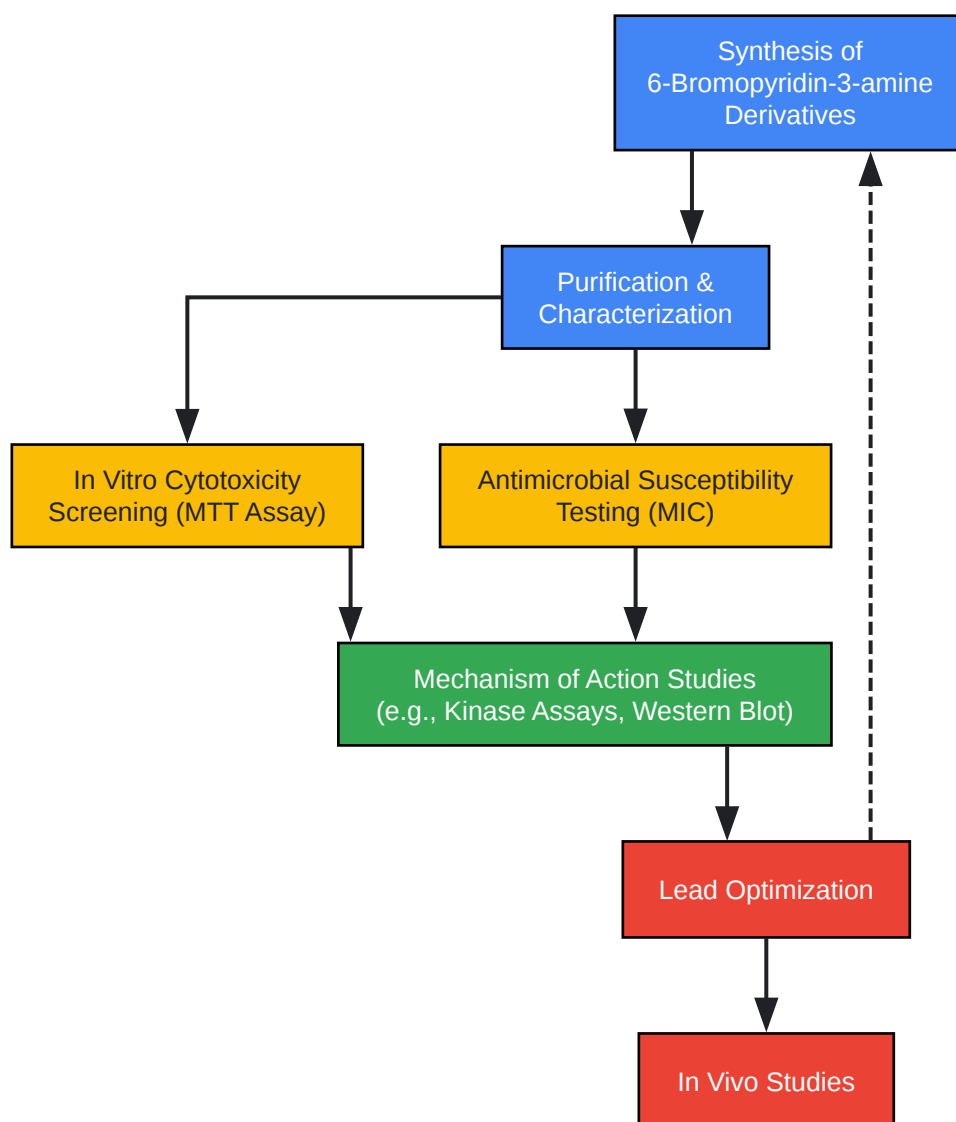 Synthesis of
6-Bromopyridin-3-amine
Derivatives
Purification &
Characterization
In Vitro Cytotoxicity
Screening (MTT Assay)
Antimicrobial Susceptibility
Testing (MIC)
Mechanism of Action Studies
(e.g., Kinase Assays, Western Blot)
Lead Optimization
In Vivo Studies